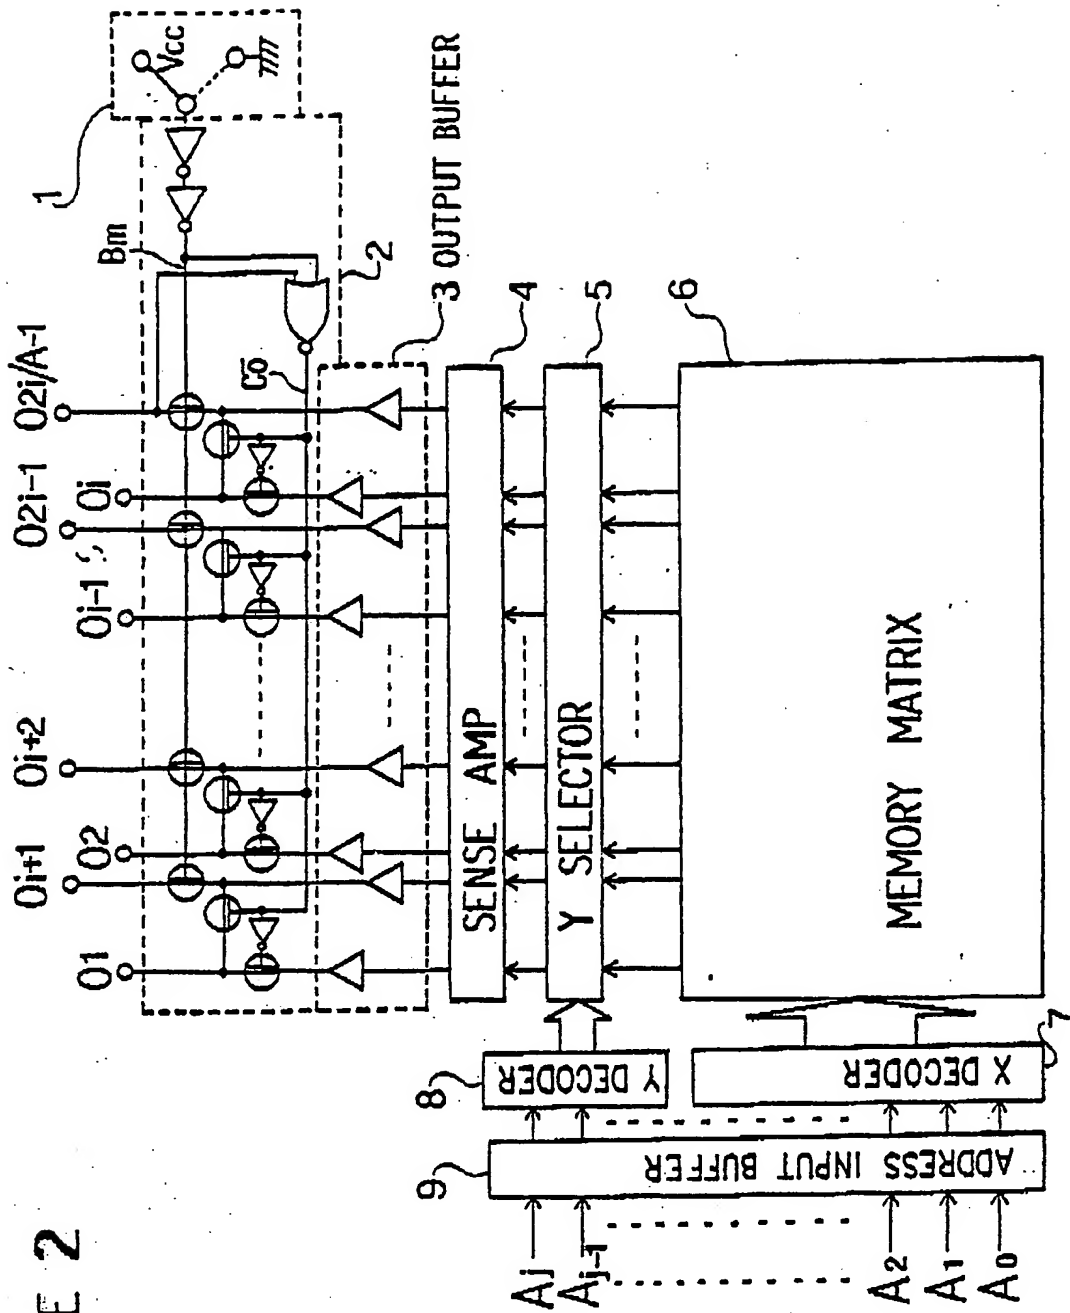 E 2
1
Vcc
Bm
2
O1
Oi+1
O2
Oi+2
Oi-1
O2i-1
Oi
O2i/A-1
C̅o̅
3 OUTPUT BUFFER
SENSE AMP
4
Y SELECTOR
5
MEMORY MATRIX
6
8
Y DECODER
X DECODER
7
9
ADDRESS INPUT BUFFER
Aj
Aj-1
A2
A1
A0